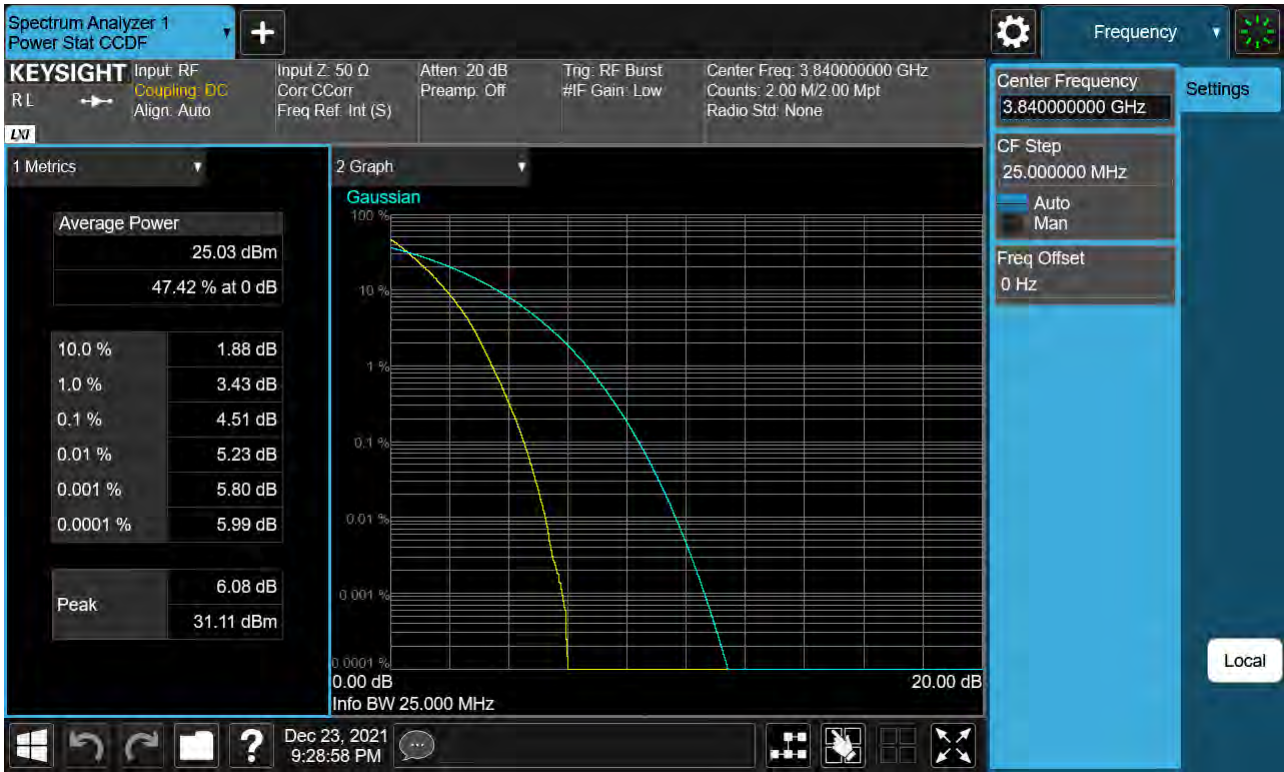 Spectrum Analyzer 1
Power Stat CCDF
Frequency
KEYSIGHT
R L
LXI
Input: RF
Coupling: DC
Align: Auto
Input Z: 50 Ω
Corr CCorr
Freq Ref: Int (S)
Atten: 20 dB
Preamp: Off
Trig: RF Burst
#IF Gain: Low
Center Freq: 3.840000000 GHz
Counts: 2.00 M/2.00 Mpt
Radio Std: None
1 Metrics
Average Power
25.03 dBm
47.42 % at 0 dB
10.0 % 1.88 dB
1.0 % 3.43 dB
0.1 % 4.51 dB
0.01 % 5.23 dB
0.001 % 5.80 dB
0.0001 % 5.99 dB
Peak
6.08 dB
31.11 dBm
2 Graph
Gaussian
100 %
10 %
1 %
0.1 %
0.01 %
0.001 %
0.0001 %
0.00 dB 20.00 dB
Info BW 25.000 MHz
Center Frequency
3.840000000 GHz
CF Step
25.000000 MHz
Auto
Man
Freq Offset
0 Hz
Settings
Local
?
Dec 23, 2021
9:28:58 PM